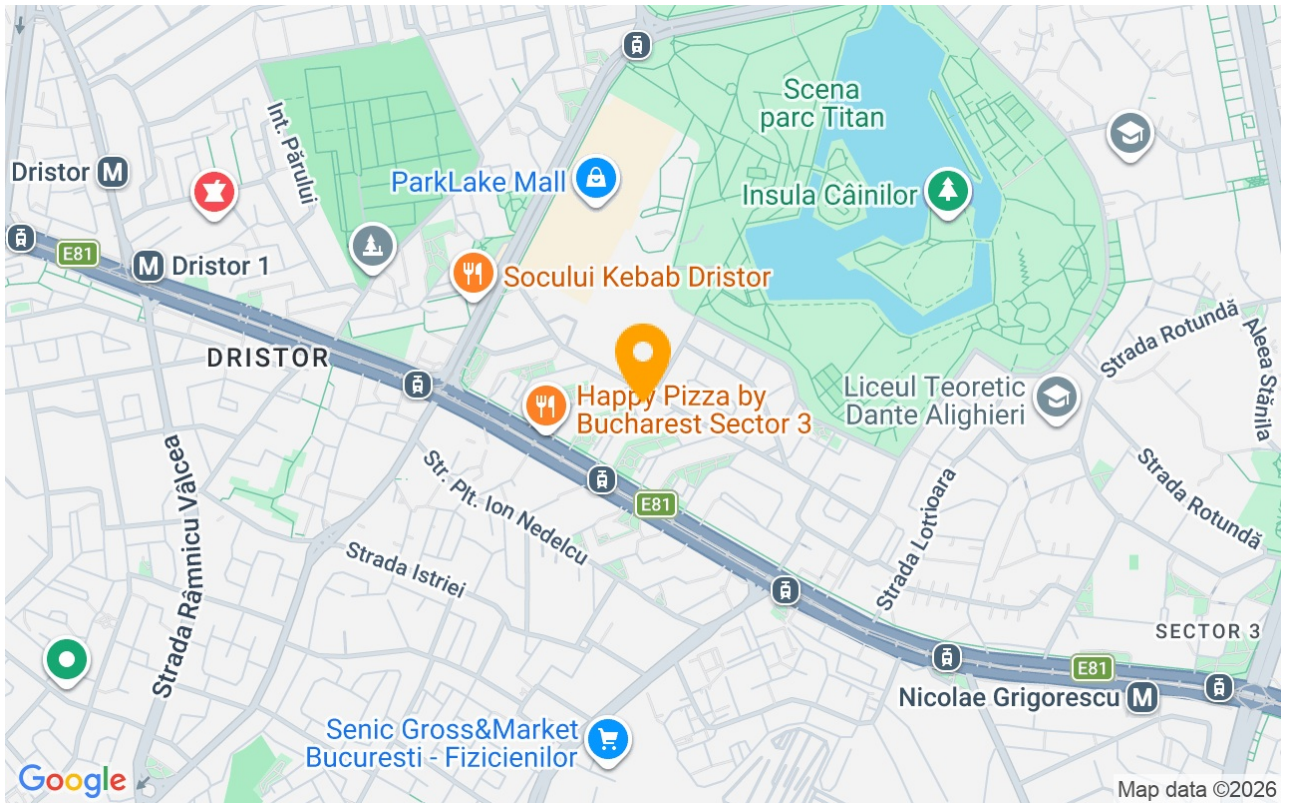 Scena
parc Titan
Int. Părului
Dristor M
ParkLake Mall
Insula Câinilor
E81
M Dristor 1
Socului Kebab Dristor
Strada Rotundă
Aleea Stănila
DRISTOR
Happy Pizza by
Bucharest Sector 3
Liceul Teoretic
Dante Alighieri
Strada Râmnicu Vâlcea
Str. Plt. Ion Nedelcu
E81
Strada Lotrioara
Strada Rotundă
Strada Istriei
SECTOR 3
E81
Nicolae Grigorescu M
Senic Gross&Market
Bucuresti - Fizicienilor
Google
Map data ©2026